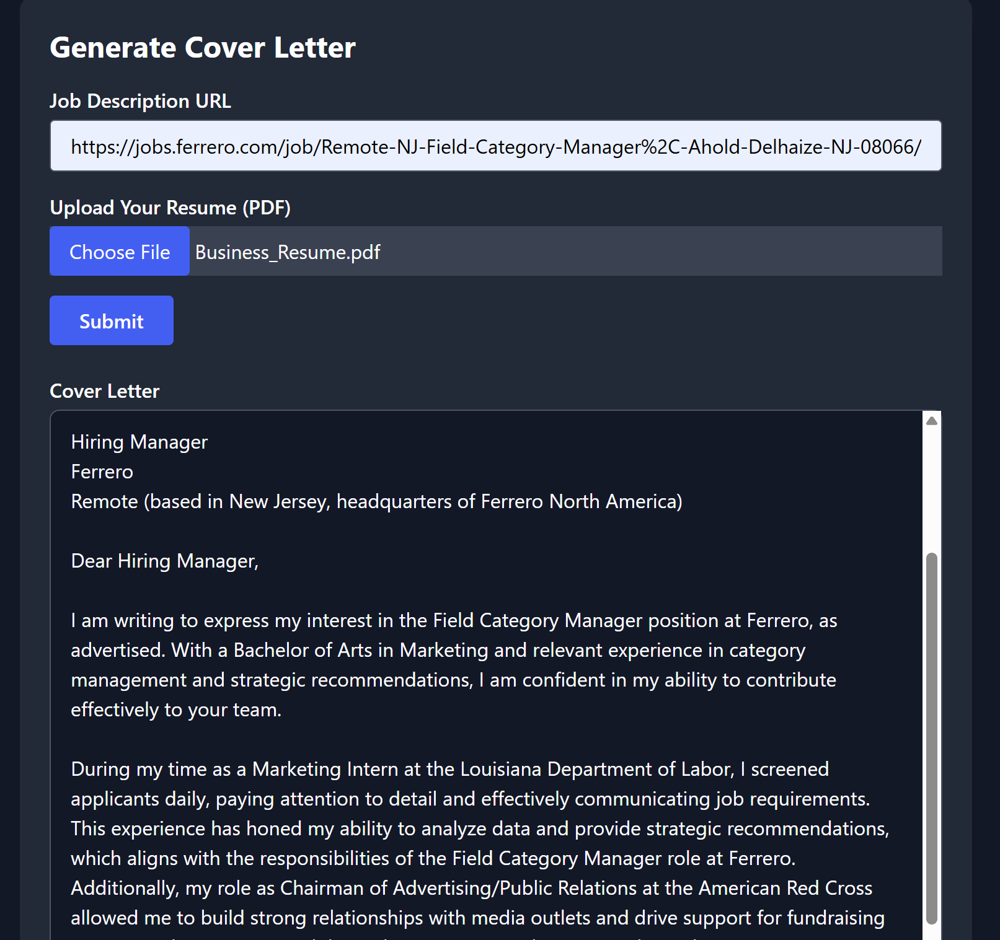 Generate Cover Letter
Job Description URL
https://jobs.ferrero.com/job/Remote-NJ-Field-Category-Manager%2C-Ahold-Delhaize-NJ-08066/
Upload Your Resume (PDF)
Choose File Business_Resume.pdf
Submit
Cover Letter
Hiring Manager
Ferrero
Remote (based in New Jersey, headquarters of Ferrero North America)
Dear Hiring Manager,
I am writing to express my interest in the Field Category Manager position at Ferrero, as
advertised. With a Bachelor of Arts in Marketing and relevant experience in category
management and strategic recommendations, I am confident in my ability to contribute
effectively to your team.
During my time as a Marketing Intern at the Louisiana Department of Labor, I screened
applicants daily, paying attention to detail and effectively communicating job requirements.
This experience has honed my ability to analyze data and provide strategic recommendations,
which aligns with the responsibilities of the Field Category Manager role at Ferrero.
Additionally, my role as Chairman of Advertising/Public Relations at the American Red Cross
allowed me to build strong relationships with media outlets and drive support for fundraising